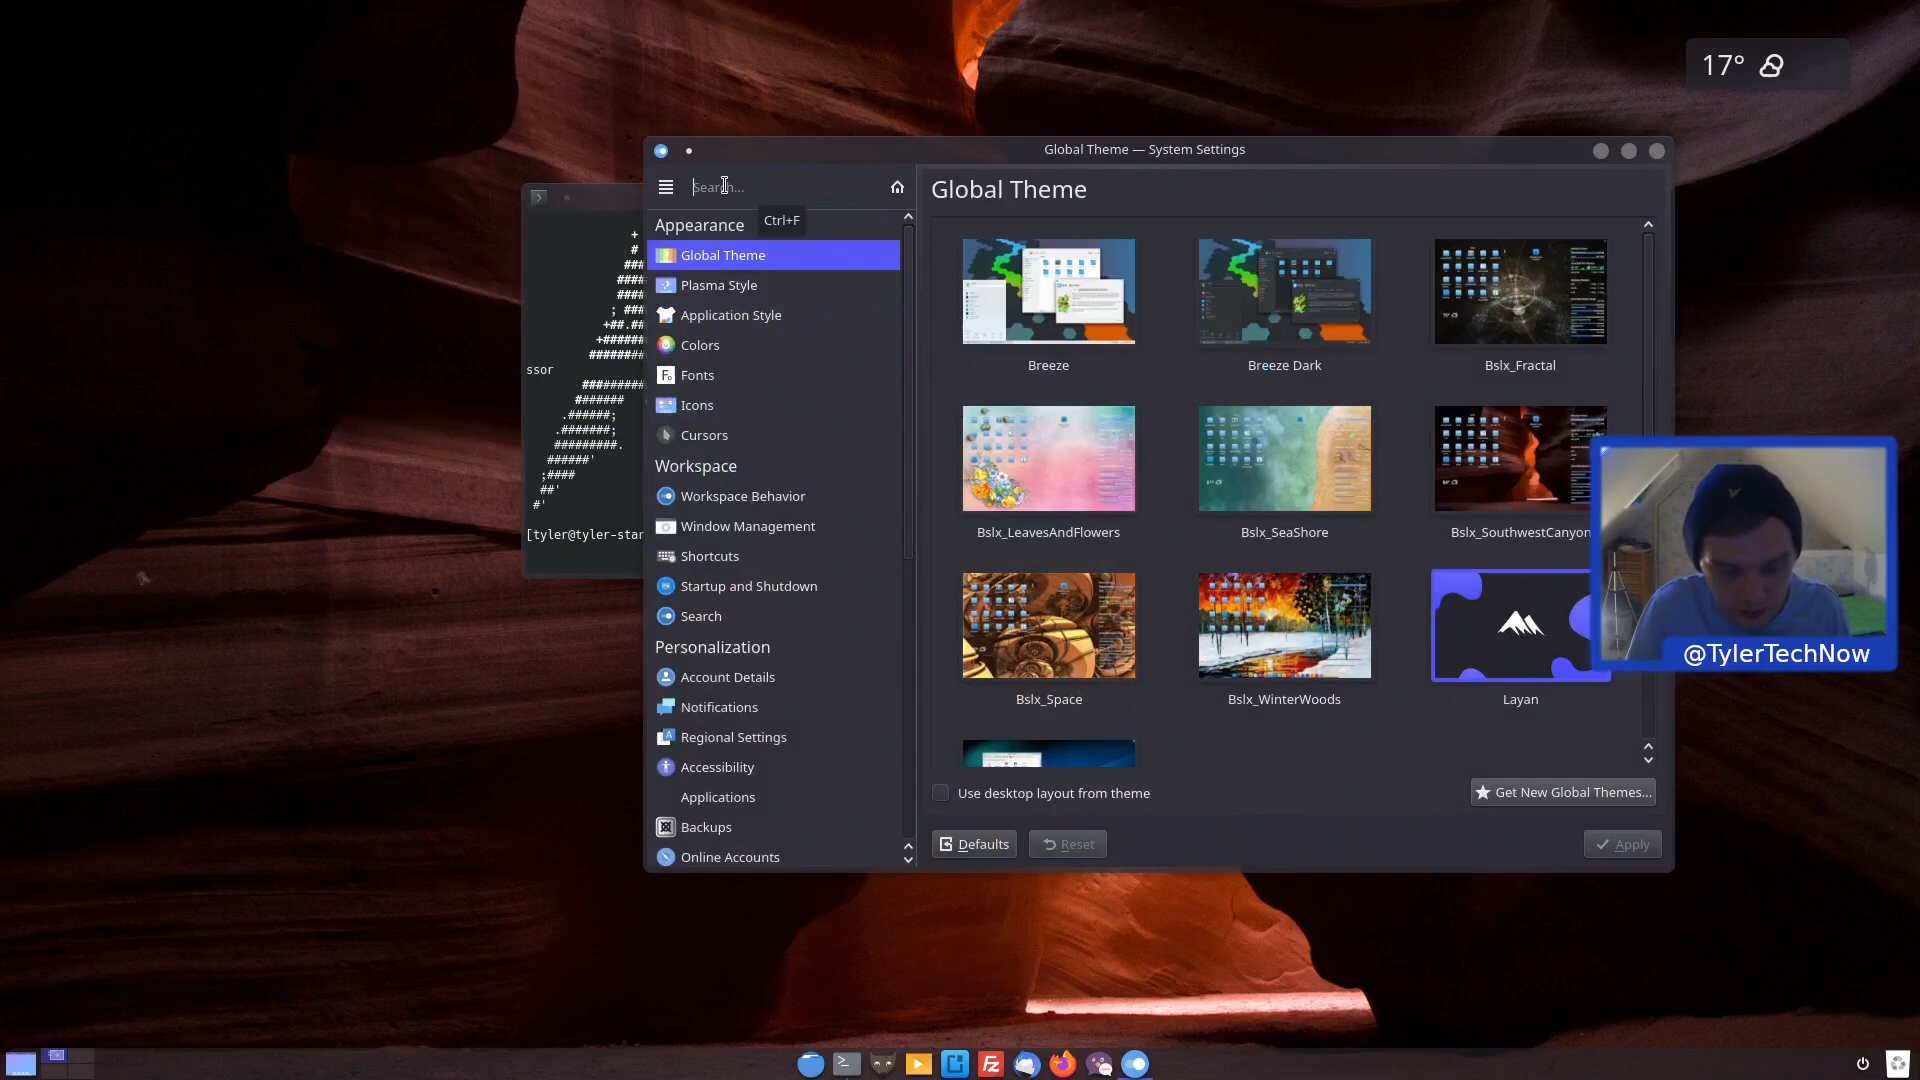 17°
Global Theme — System Settings
Search...
Ctrl+F
Appearance
Global Theme
Plasma Style
Application Style
Colors
Fonts
Icons
Cursors
Workspace
Workspace Behavior
Window Management
Shortcuts
Startup and Shutdown
Search
Personalization
Account Details
Notifications
Regional Settings
Accessibility
Applications
Backups
Online Accounts
Global Theme
Breeze
Breeze Dark
Bslx_Fractal
Bslx_LeavesAndFlowers
Bslx_SeaShore
Bslx_SouthwestCanyon
Bslx_Space
Bslx_WinterWoods
Layan
Use desktop layout from theme
Get New Global Themes...
Defaults
Reset
Apply
+
#
###
####
####
; ###
+##.##
+######
########
ssor
#########
#######
.######;
.#######;
#########.
######'
;####
##'
#'
[tyler@tyler-star
@TylerTechNow